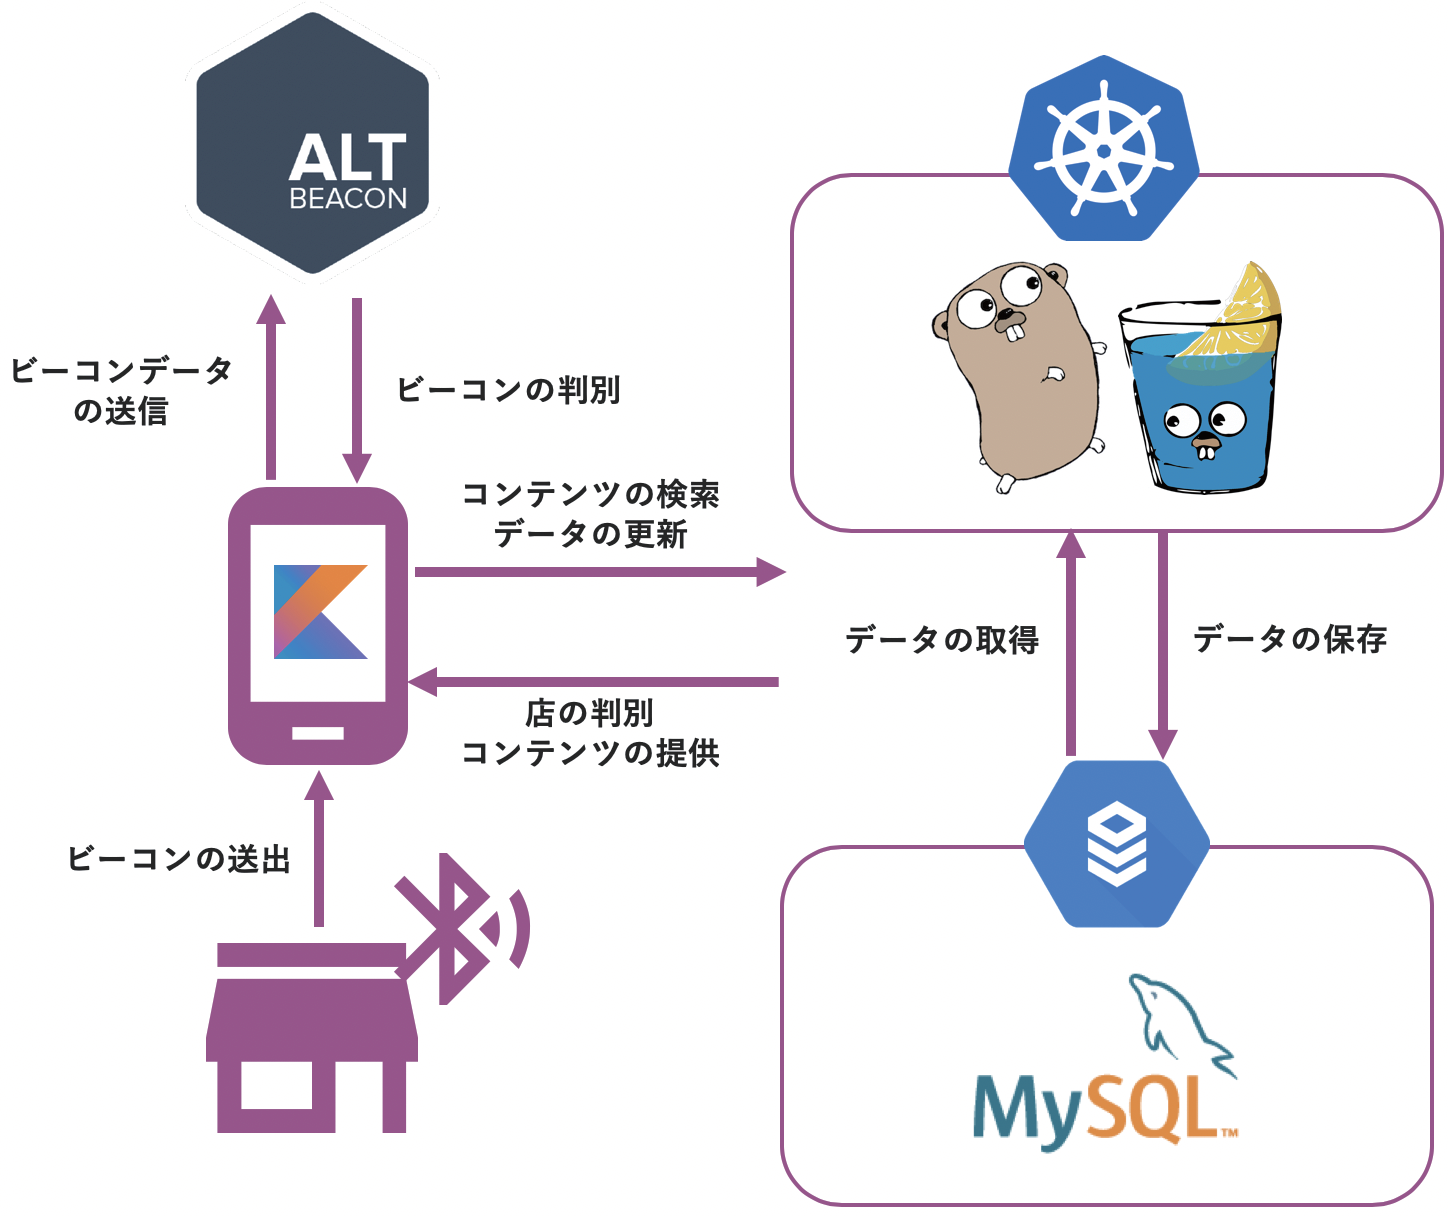 ALT
BEACON
ビーコンデータ
の送信
ビーコンの判別
コンテンツの検索
データの更新
店の判別
コンテンツの提供
データの取得
データの保存
ビーコンの送出
MySQL™